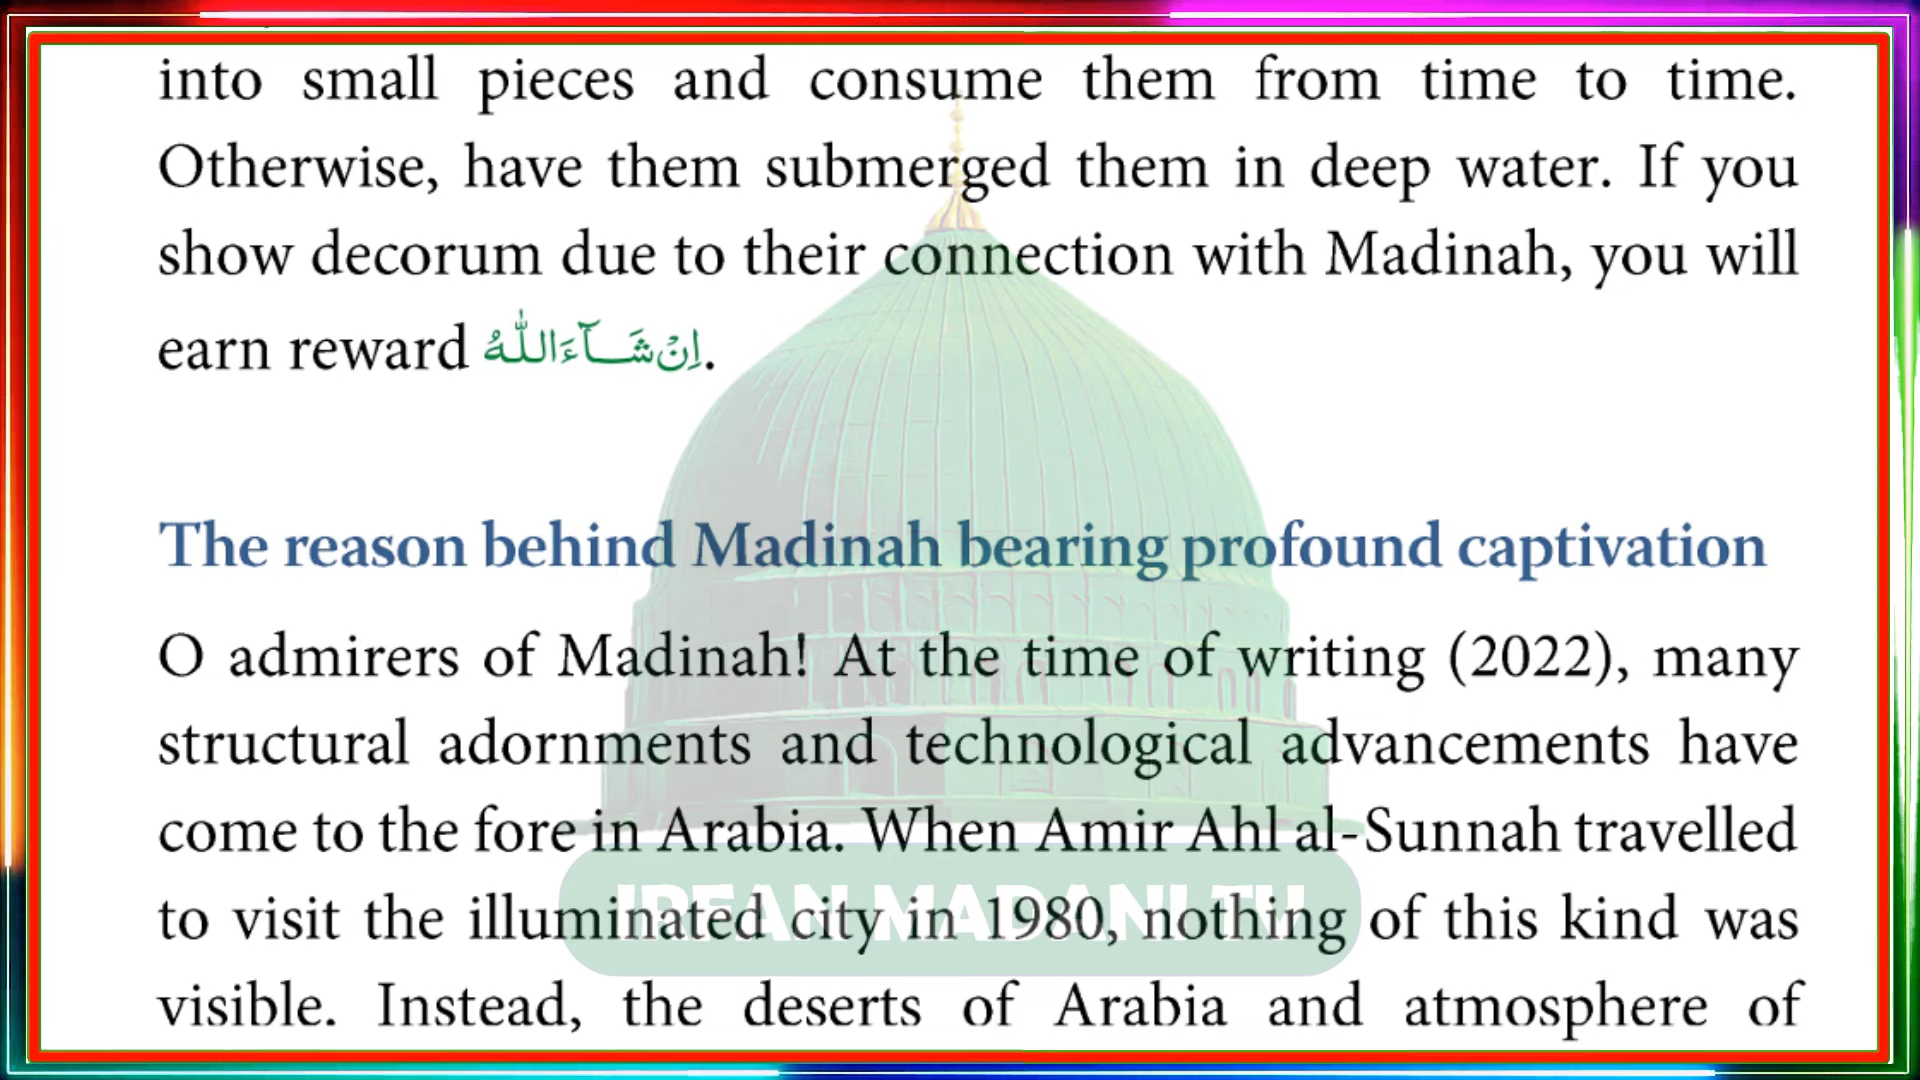 into small pieces and consume them from time to time.
Otherwise, have them submerged them in deep water. If you
show decorum due to their connection with Madinah, you will
earn reward اِنْ شَــآءَاللّٰهُ.
The reason behind Madinah bearing profound captivation
O admirers of Madinah! At the time of writing (2022), many
structural adornments and technological advancements have
come to the fore in Arabia. When Amir Ahl al-Sunnah travelled
to visit the illuminated city in 1980, nothing of this kind was
IRFAN MADANI TV
visible. Instead, the deserts of Arabia and atmosphere of